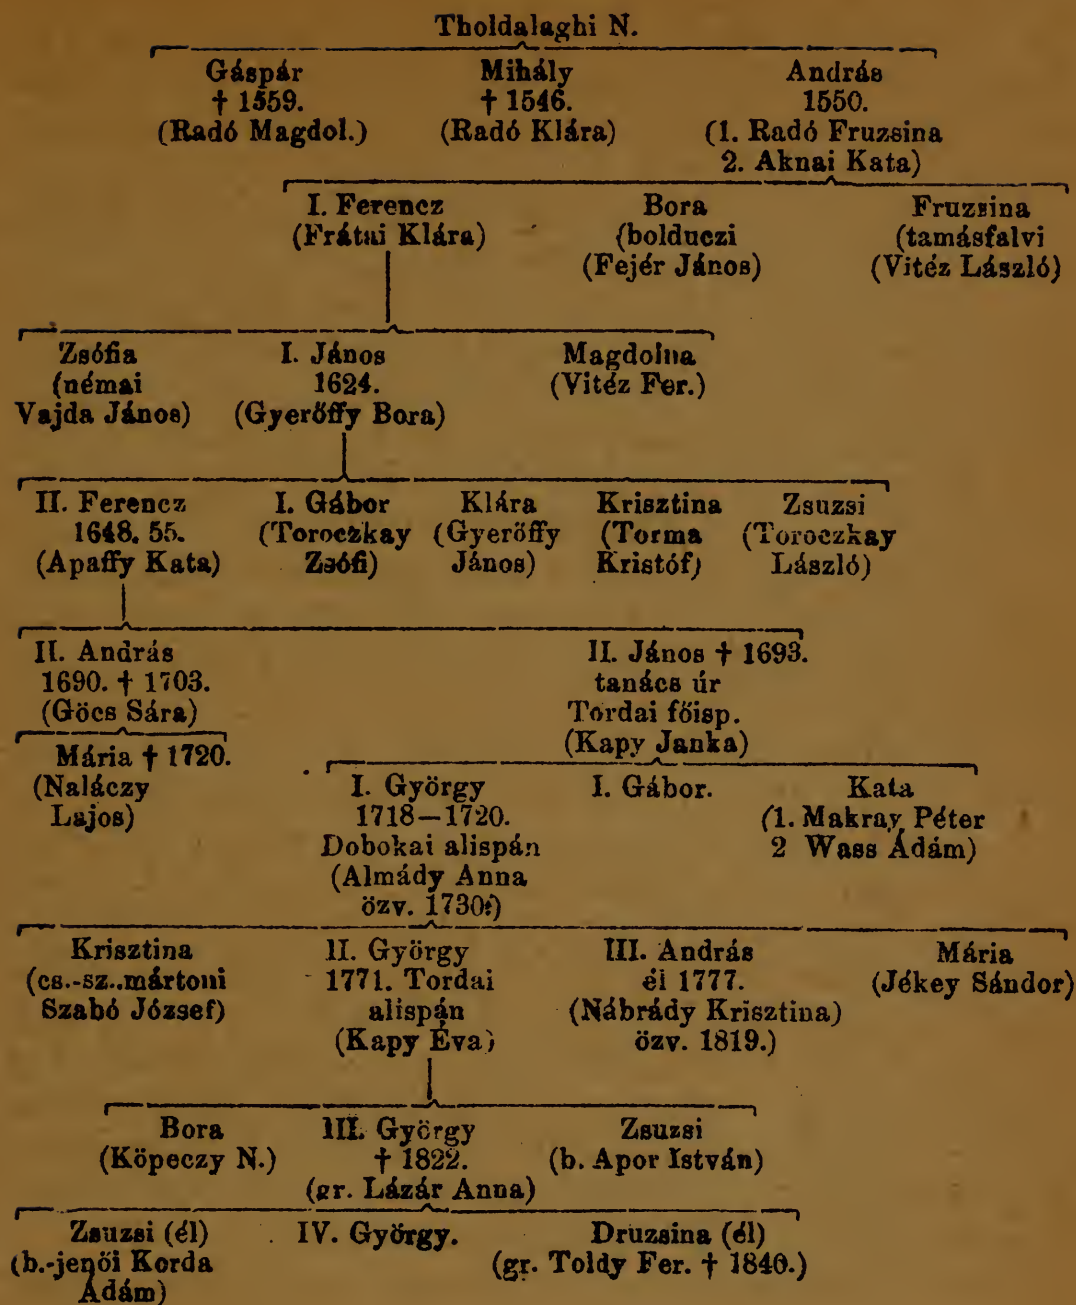 Tholdalaghi N.
Gáspár Mihály András
† 1559. † 1546. 1550.
(Radó Magdol.) (Radó Klára) (1. Radó Fruzsina
2. Aknai Kata)
I. Ferencz Bora Fruzsina
(Frátai Klára) (bolduczi (tamásfalvi
(Fejér János) (Vitéz László)
Zsófia I. János Magdolna
(némai 1624. (Vitéz Fer.)
Vajda János) (Gyerőffy Bora)
II. Ferencz I. Gábor Klára Krisztina Zsuzsi
1648. 55. (Toroczkay (Gyerőffy (Torma (Toroczkay
(Apaffy Kata) Zsófi) János) Kristóf) László)
II. András II. János † 1693.
1690. † 1703. tanács úr
(Göcs Sára) Tordai főisp.
(Kapy Janka)
Mária † 1720.
(Naláczy I. György I. Gábor. Kata
Lajos) 1718—1720. (1. Makray Péter
Dobokai alispán 2 Wass Ádám)
(Almády Anna
özv. 1730?)
Krisztina II. György III. András Mária
(cs.-sz..mártoni 1771. Tordai él 1777. (Jékey Sándor)
Szabó József) alispán (Nábrády Krisztina)
(Kapy Éva) özv. 1819.)
Bora III. György Zsuzsi
(Köpeczy N.) † 1822. (b. Apor István)
(gr. Lázár Anna)
Zsuzsi (él) IV. György. Druzsina (él)
(b.-jenői Korda (gr. Toldy Fer. † 1840.)
Ádám)